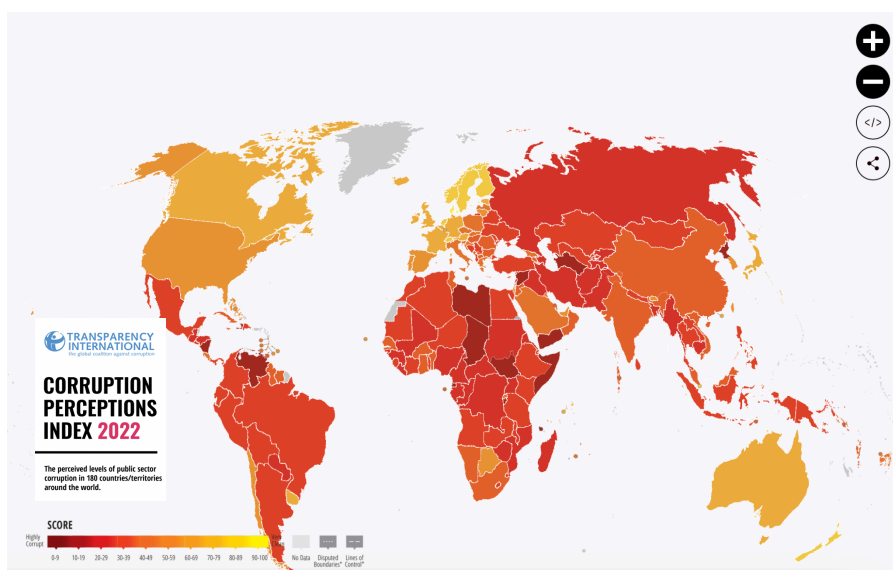 +
−
</>
TRANSPARENCY
INTERNATIONAL
the global coalition against corruption
CORRUPTION
PERCEPTIONS
INDEX 2022
The perceived levels of public sector
corruption in 180 countries/territories
around the world.
SCORE
Highly
Corrupt
0-9 10-19 20-29 30-39 40-49 50-59 60-69 70-79 80-89 90-100
No Data
Disputed
Boundaries*
Lines of
Control*